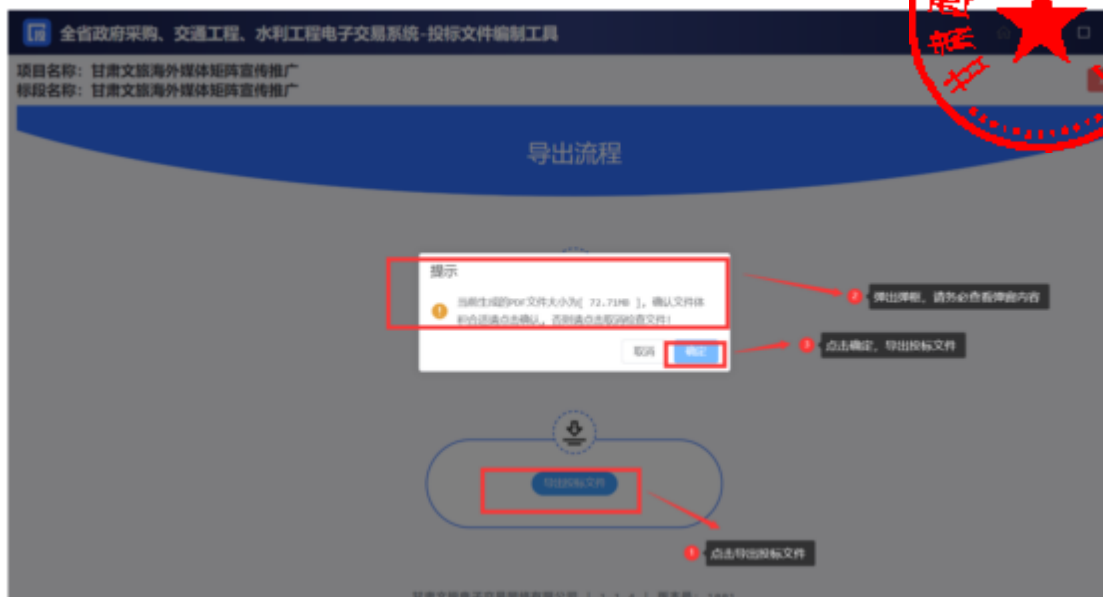 全省政府采购、交通工程、水利工程电子交易系统-投标文件编制工具
项目名称：甘肃文旅海外媒体矩阵宣传推广
标段名称：甘肃文旅海外媒体矩阵宣传推广
导出流程
提示
当前生成的PDF文件大小为[ 72.71MB ]，确认文件体
积合适请点击确认，否则请点击取消检查文件！
取消 确定
2 弹出弹框，请务必查看弹窗内容
3 点击确定，导出投标文件
导出投标文件
1 点击导出投标文件